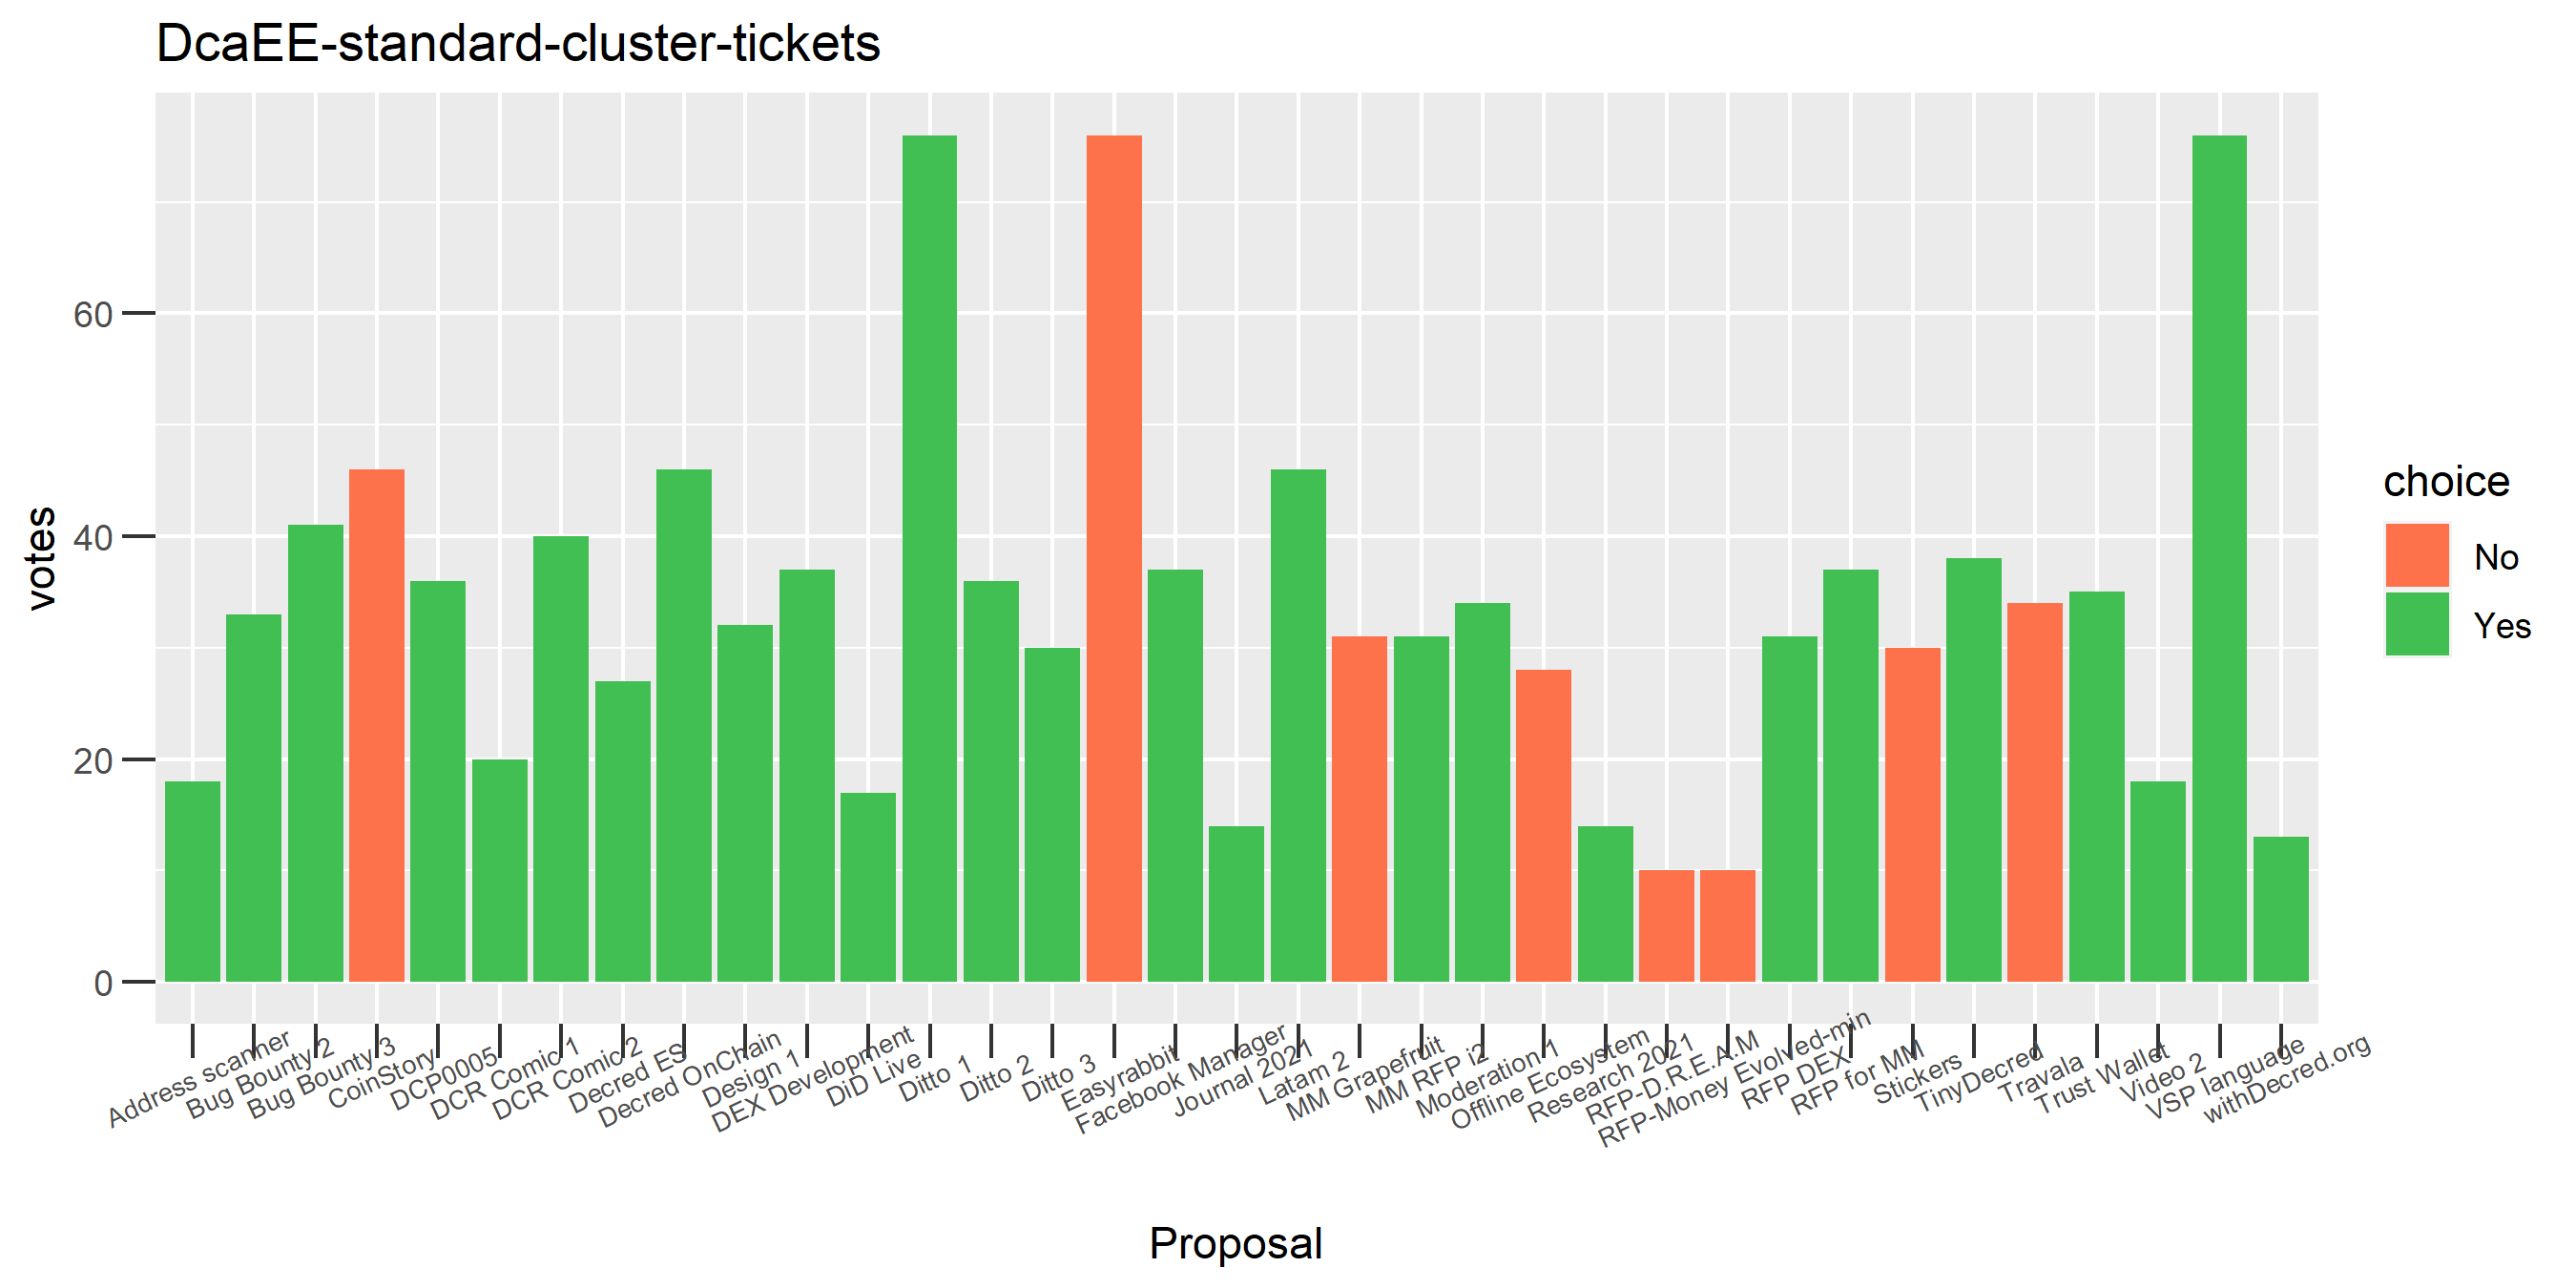 DcaEE-standard-cluster-tickets
votes
60
40
20
0
Address scanner
Bug Bounty 2
Bug Bounty 3
CoinStory
DCP0005
DCR Comic 1
DCR Comic 2
Decred ES
Decred OnChain
Design 1
DEX Development
DiD Live
Ditto 1
Ditto 2
Ditto 3
Easyrabbit
Facebook Manager
Journal 2021
Latam 2
MM Grapefruit
MM RFP i2
Moderation 1
Offline Ecosystem
Research 2021
RFP-D.R.E.A.M
RFP-Money Evolved-min
RFP DEX
RFP for MM
Stickers
TinyDecred
Travala
Trust Wallet
Video 2
VSP language
withDecred.org
Proposal
choice
No
Yes